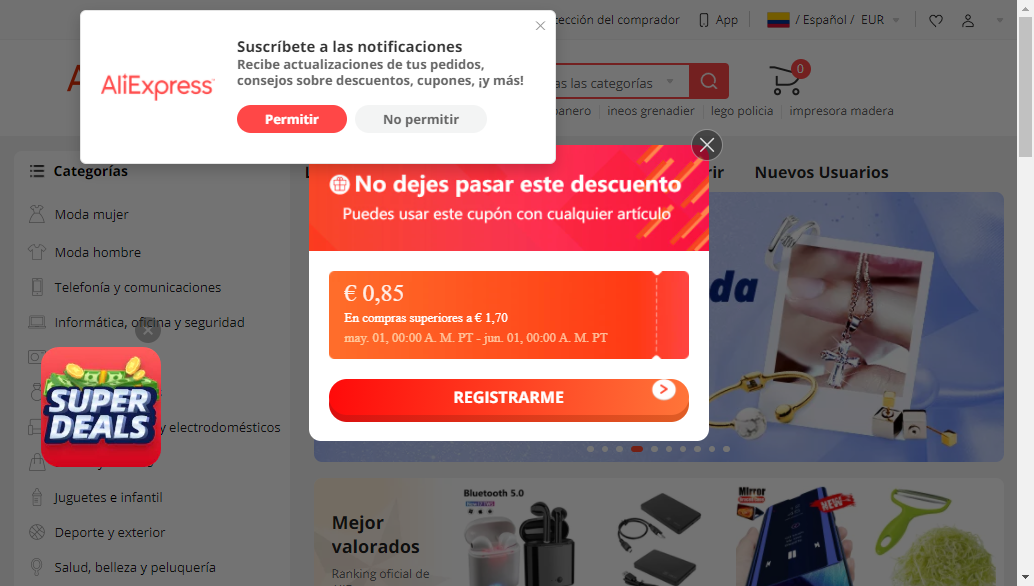 tección del comprador
App
/ Español /
EUR
Suscríbete a las notificaciones
Recibe actualizaciones de tus pedidos,
consejos sobre descuentos, cupones, ¡y más!
AliExpress
Permitir
No permitir
as las categorías
0
anero
ineos grenadier
lego policia
impresora madera
Categorías
Nuevos Usuarios
No dejes pasar este descuento
Puedes usar este cupón con cualquier artículo
Moda mujer
Moda hombre
Telefonía y comunicaciones
Informática, oficina y seguridad
€ 0,85
En compras superiores a € 1,70
may. 01, 00:00 A. M. PT - jun. 01, 00:00 A. M. PT
REGISTRARME
da
SUPER
DEALS
y electrodomésticos
Juguetes e infantil
Deporte y exterior
Salud, belleza y peluquería
Mejor
valorados
Ranking oficial de
Bluetooth 5.0
Mirror
NEW